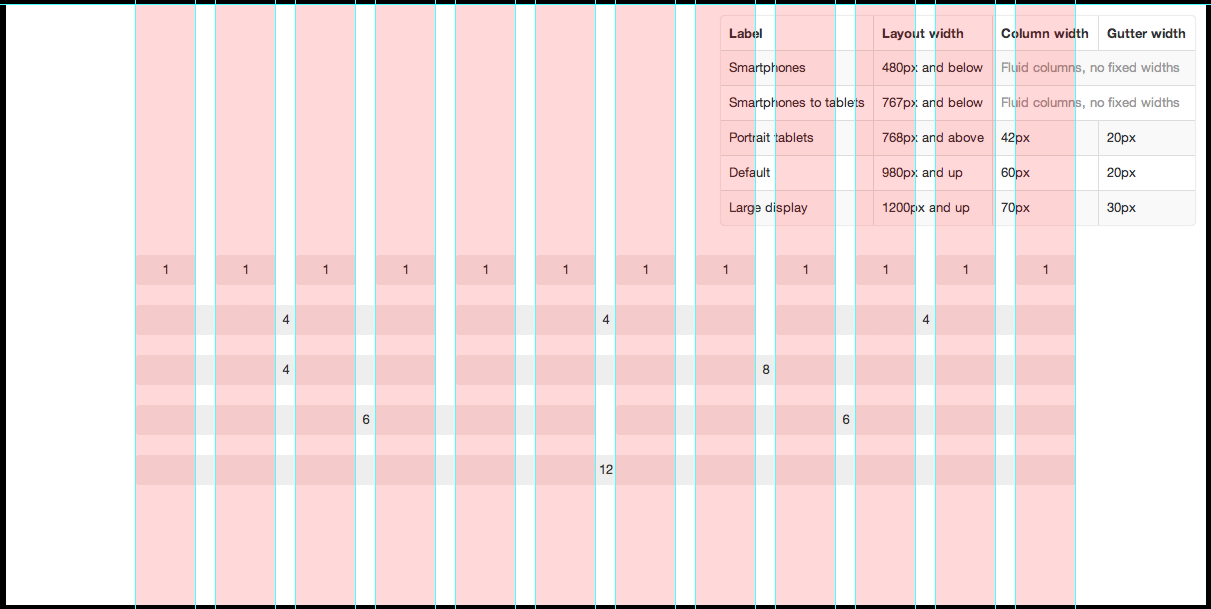 Label Layout width Column width Gutter width
Smartphones 480px and below Fluid columns, no fixed widths
Smartphones to tablets 767px and below Fluid columns, no fixed widths
Portrait tablets 768px and above 42px 20px
Default 980px and up 60px 20px
Large display 1200px and up 70px 30px
1 1 1 1 1 1 1 1 1 1 1 1
4 4 4
4 8
6 6
12